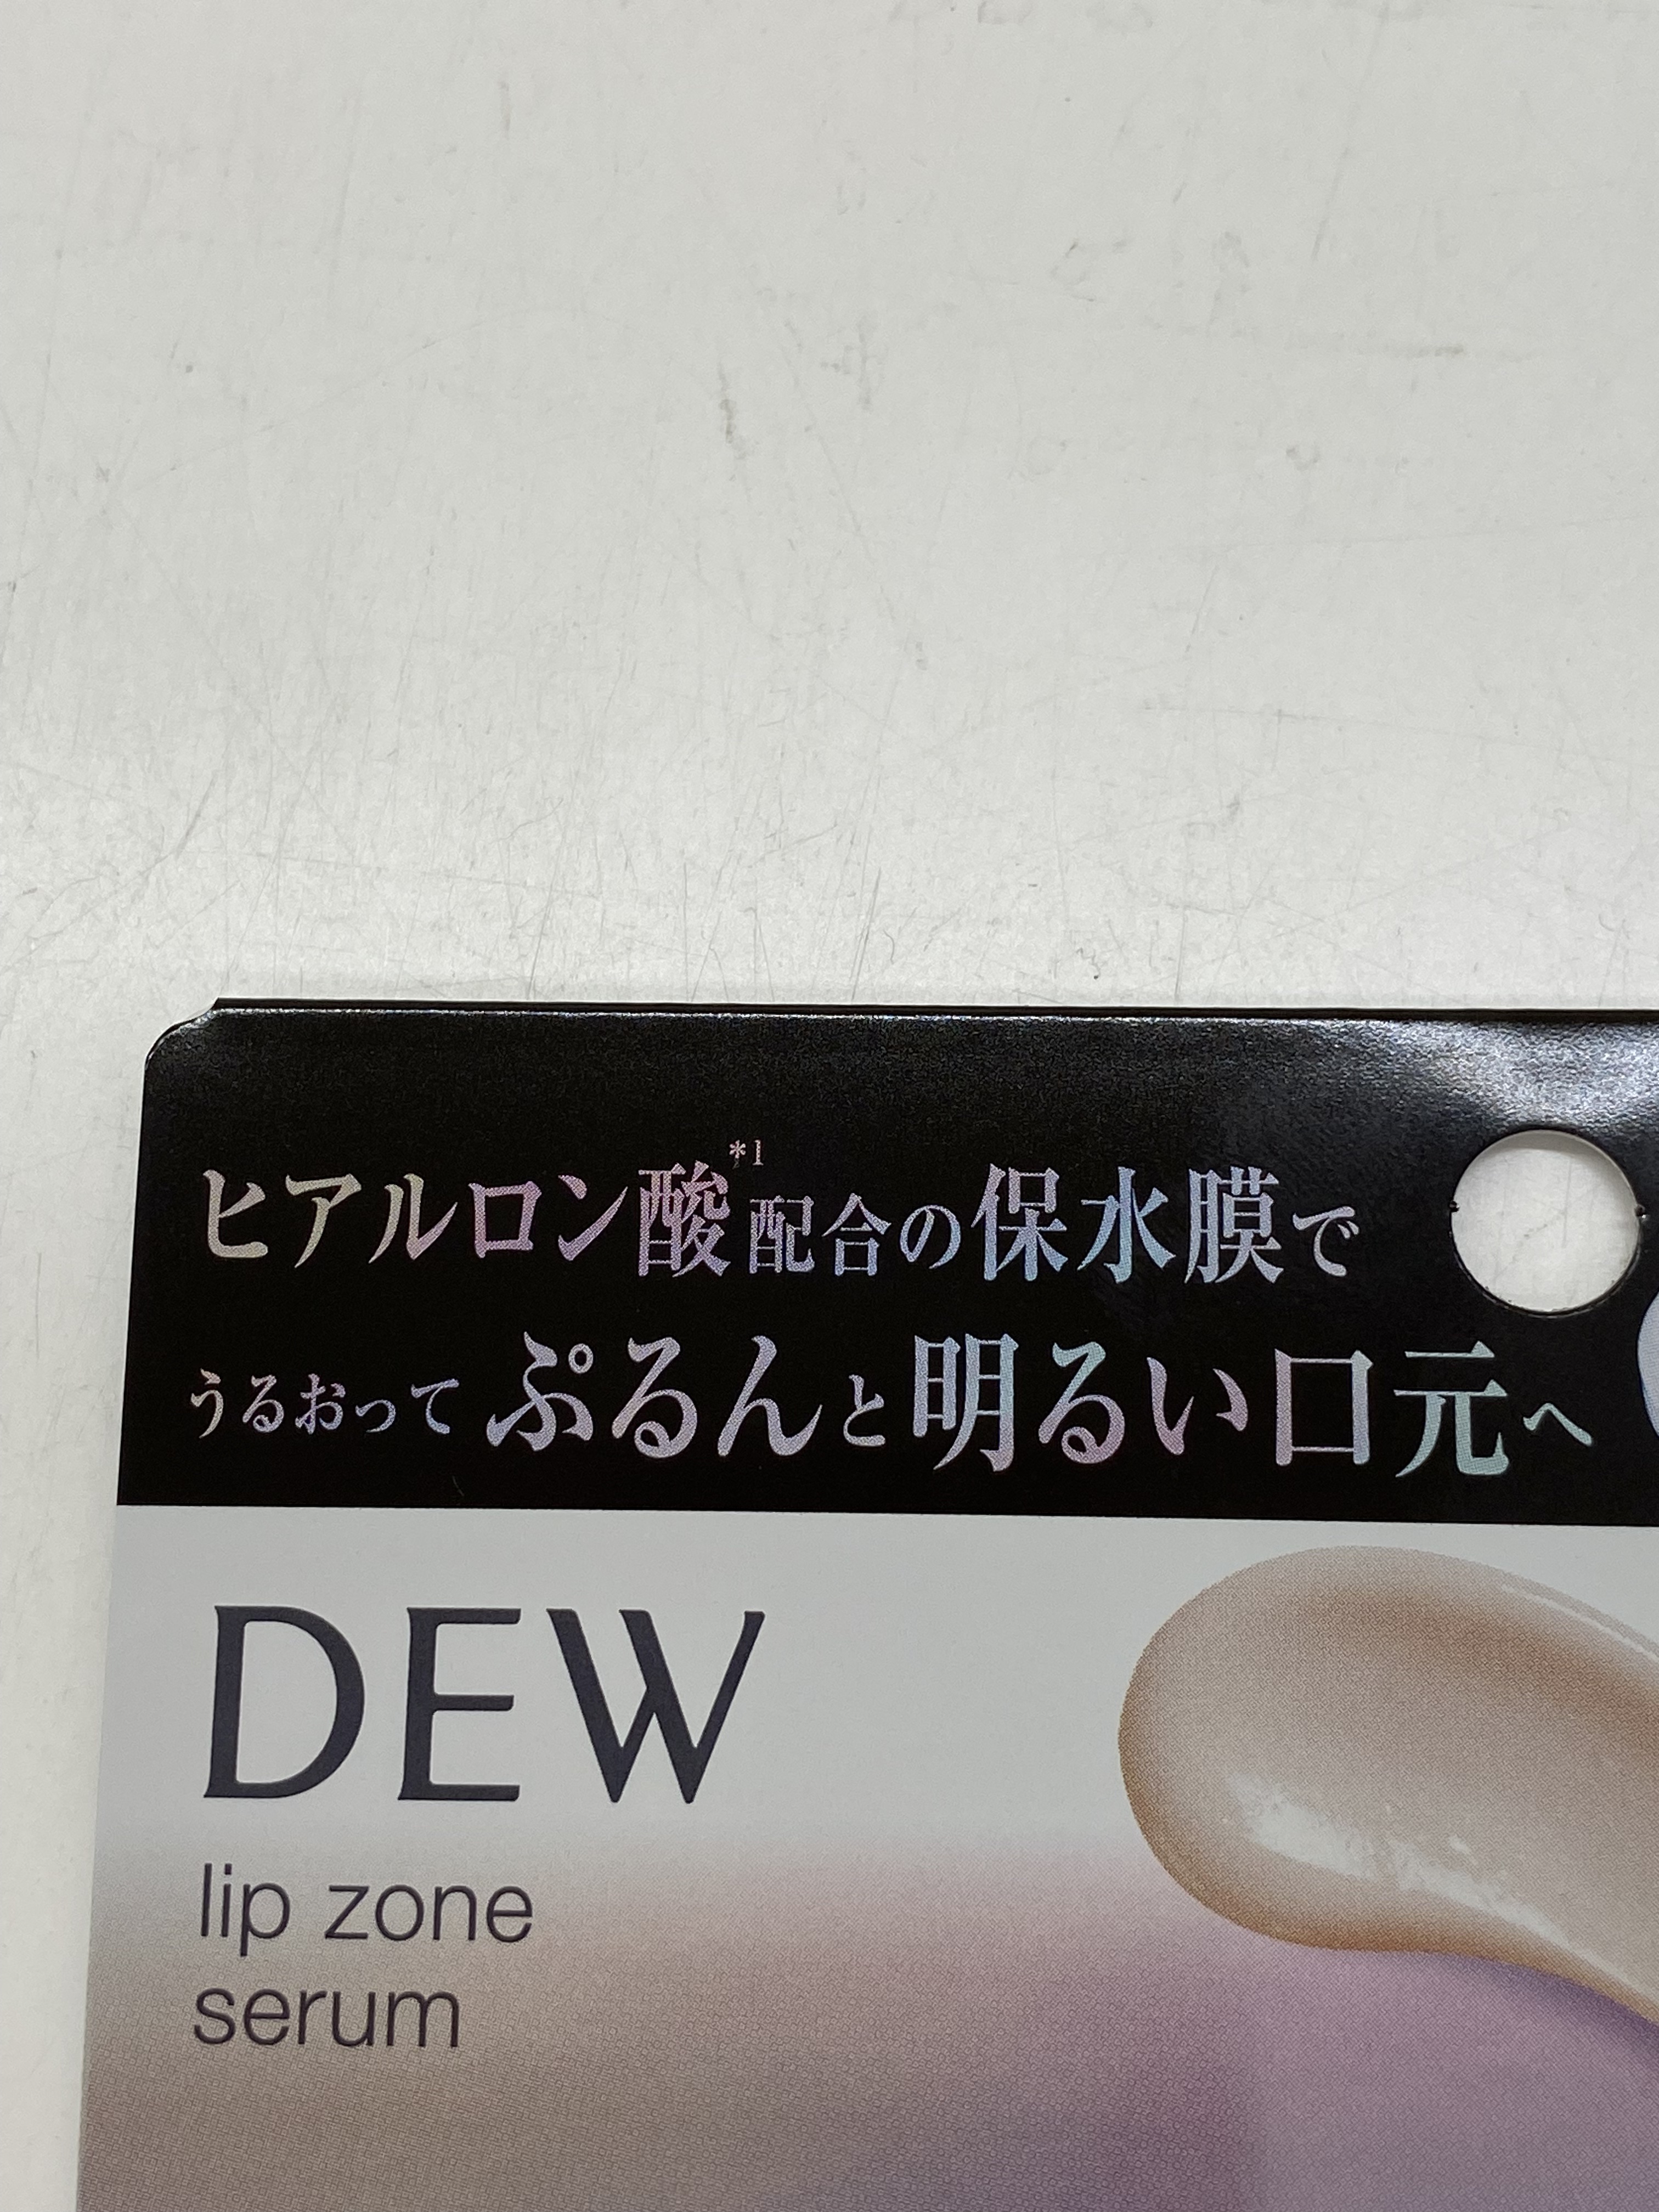 ヒアルロン酸*1配合の保水膜で
うるおって ぷるんと明るい口元へ
DEW
lip zone
serum